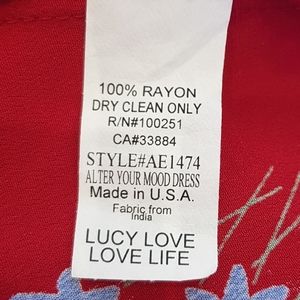 100% RAYON
DRY CLEAN ONLY
R/N#100251
CA#33884
STYLE#AE1474
ALTER YOUR MOOD DRESS
Made in U.S.A.
Fabric from
India
LUCY LOVE
LOVE LIFE